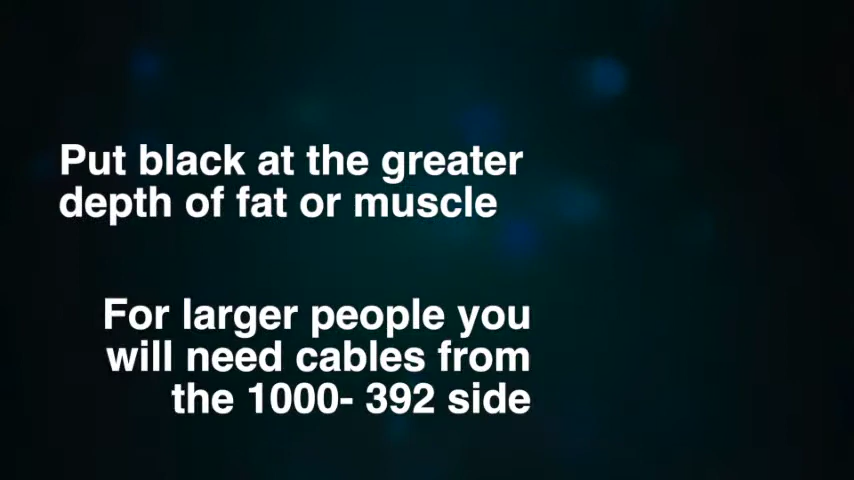 Put black at the greater
depth of fat or muscle
For larger people you
will need cables from
the 1000- 392 side